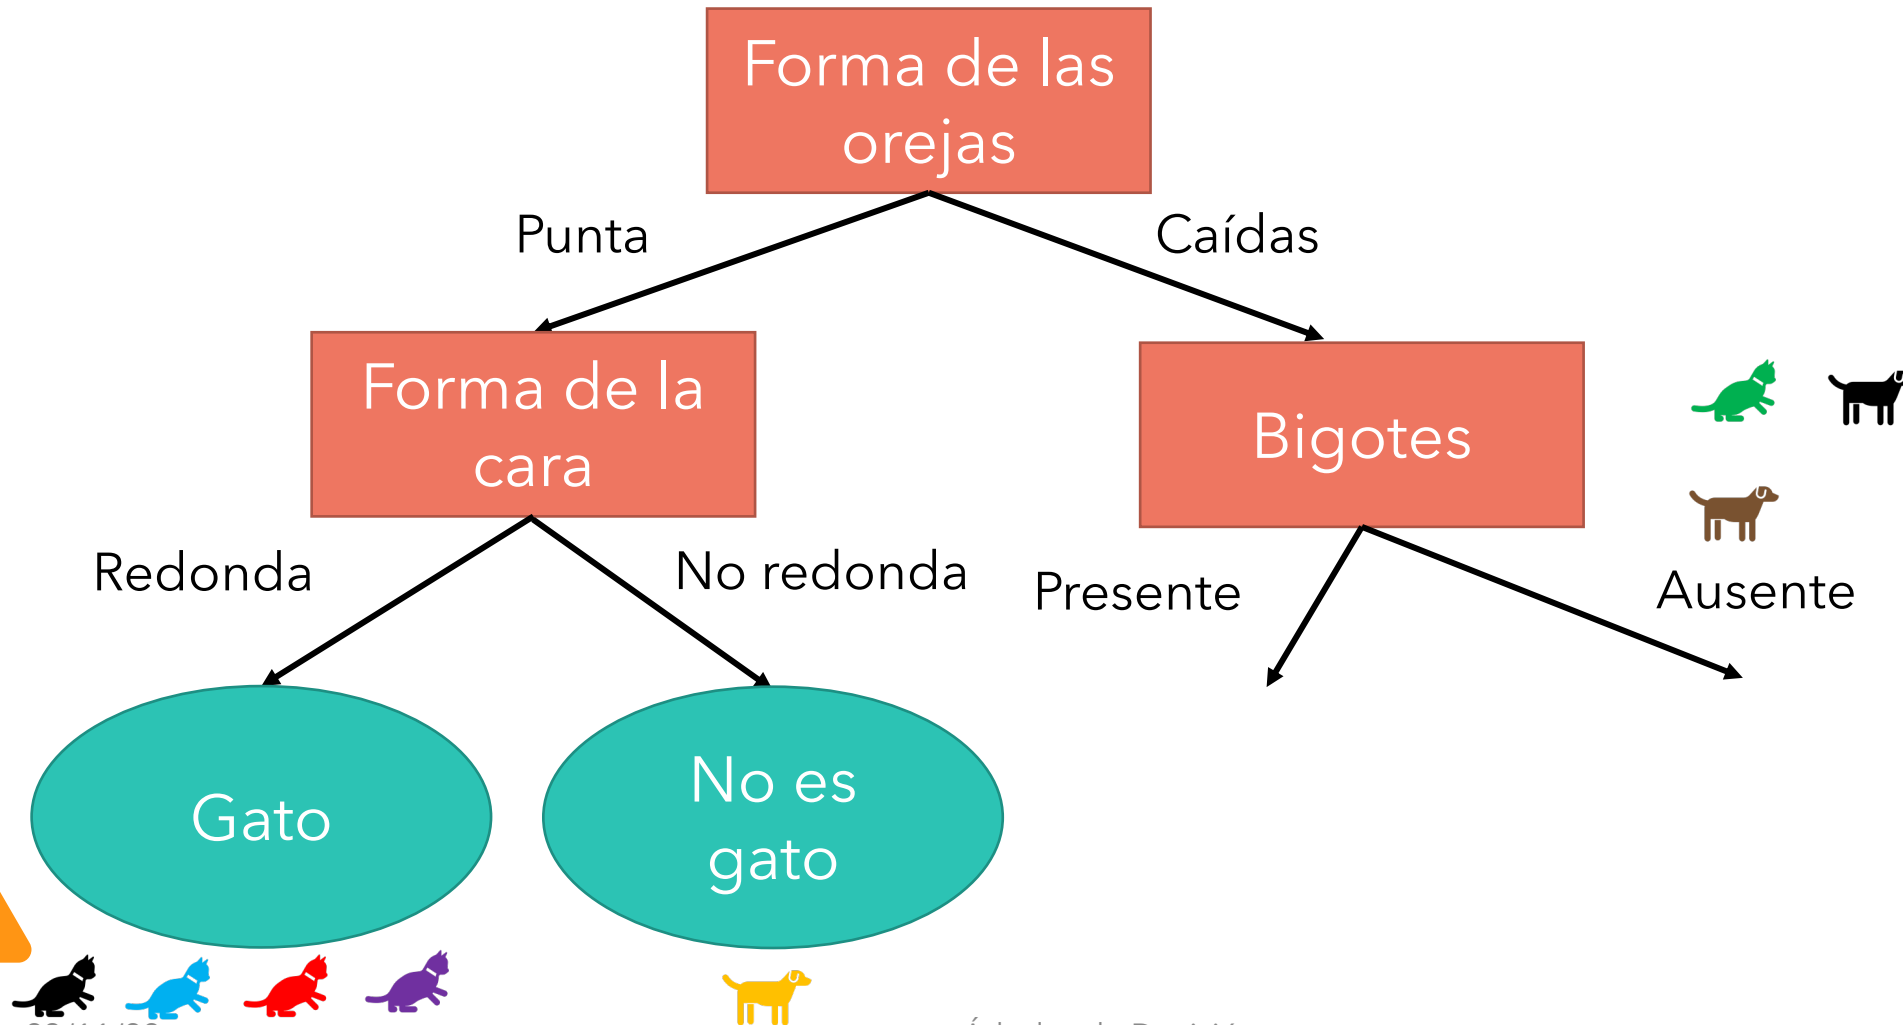 Forma de las
orejas
Punta
Caídas
Forma de la
cara
Bigotes
Redonda
No redonda
Presente
Ausente
Gato
No es
gato